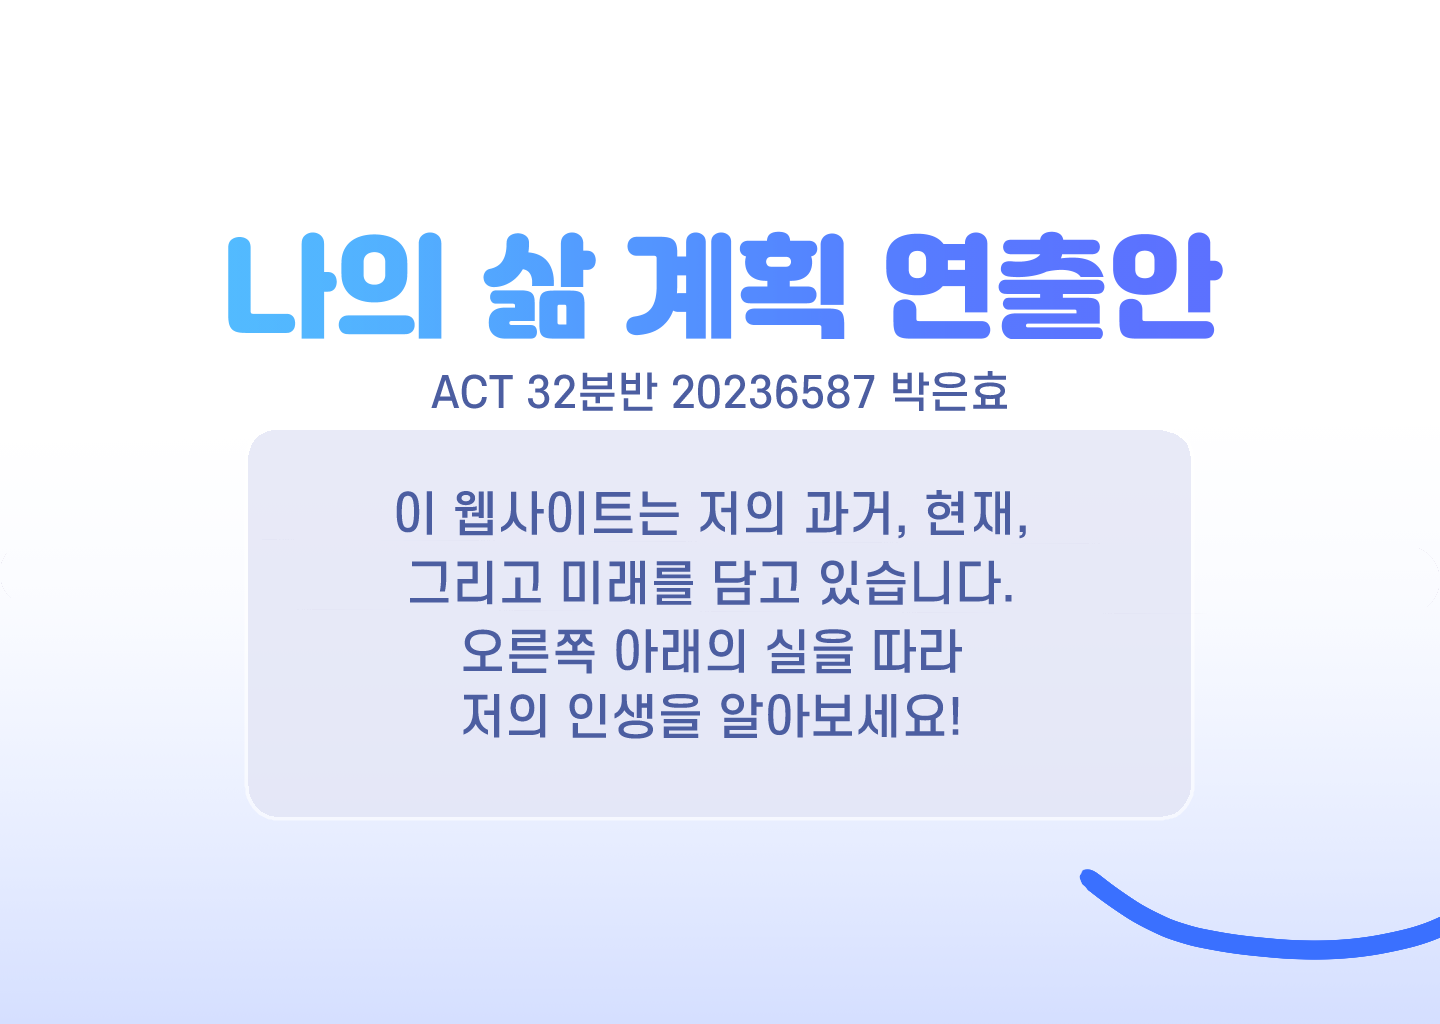 나의 삶 계획 연출안
ACT 32분반 20236587 박은효
이 웹사이트는 저의 과거, 현재,
그리고 미래를 담고 있습니다.
오른쪽 아래의 실을 따라
저의 인생을 알아보세요!